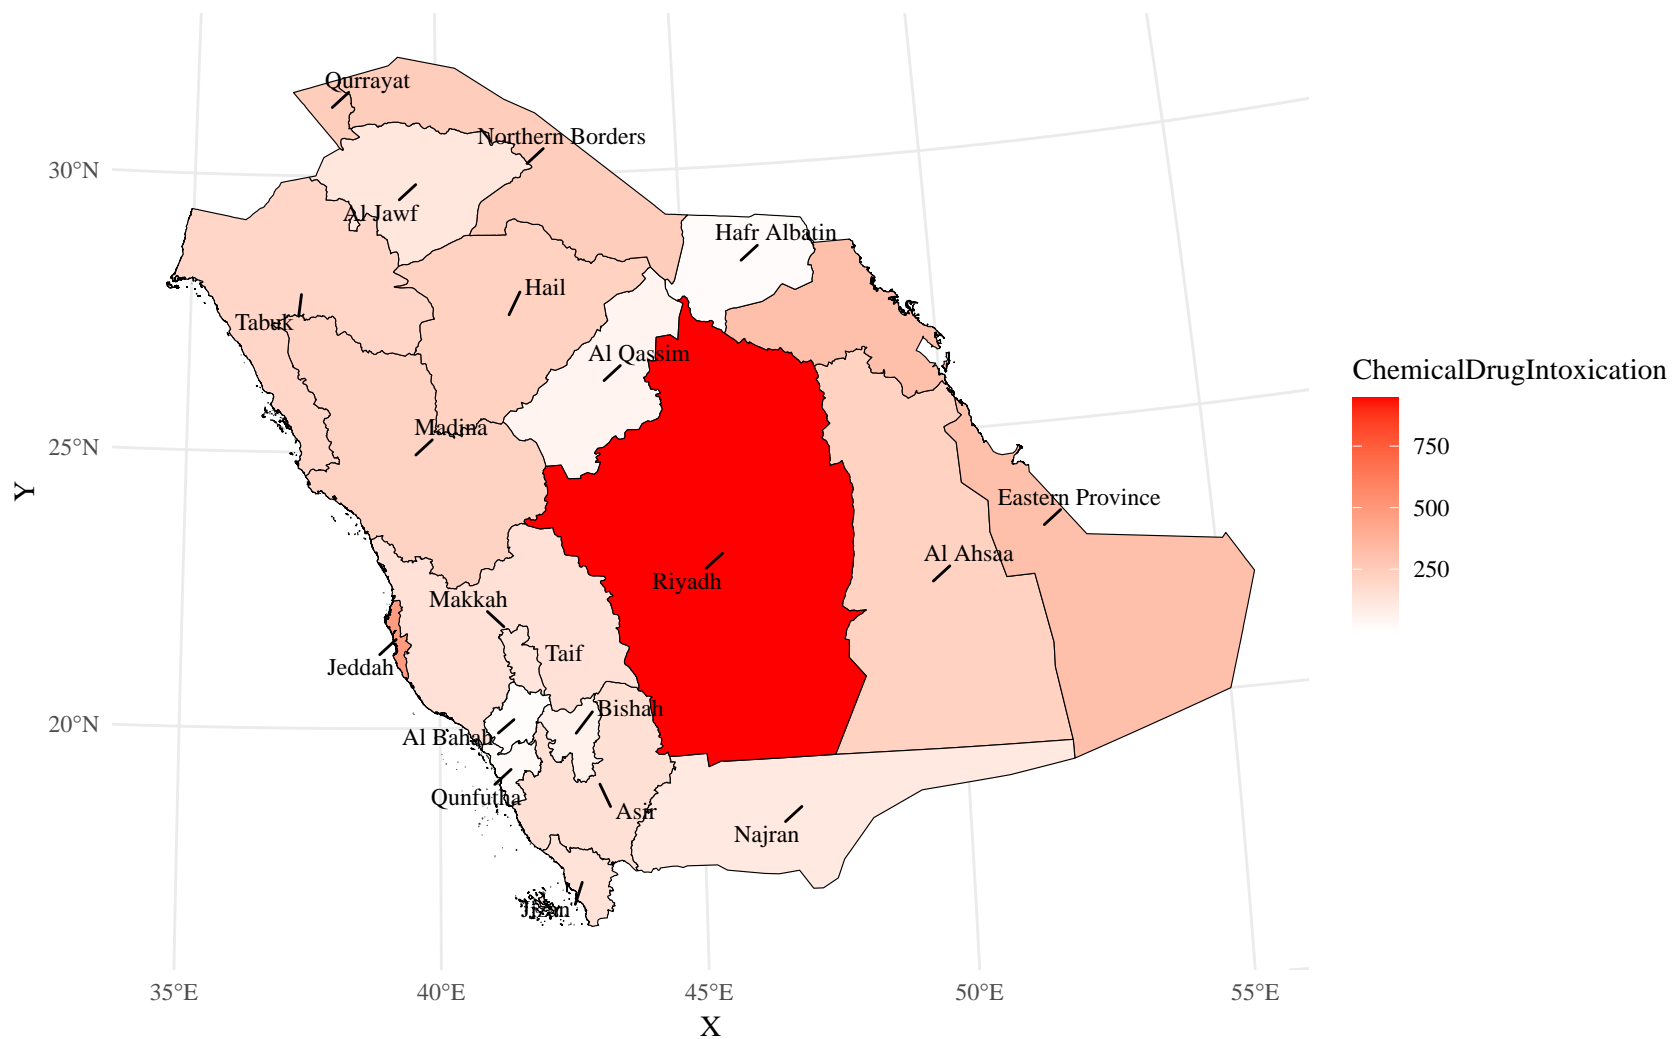 Qurrayat
Northern Borders
30°N
Al Jawf
Hafr Albatin
Hail
Tabuk
Al Qassim
ChemicalDrugIntoxication
750
500
250
Madina
25°N
Y
Eastern Province
Al Ahsaa
Riyadh
Makkah
Taif
Jeddah
Bishah
20°N
Al Bahah
Qunfutha
Asir
Najran
Jizan
35°E
40°E
45°E
50°E
55°E
X